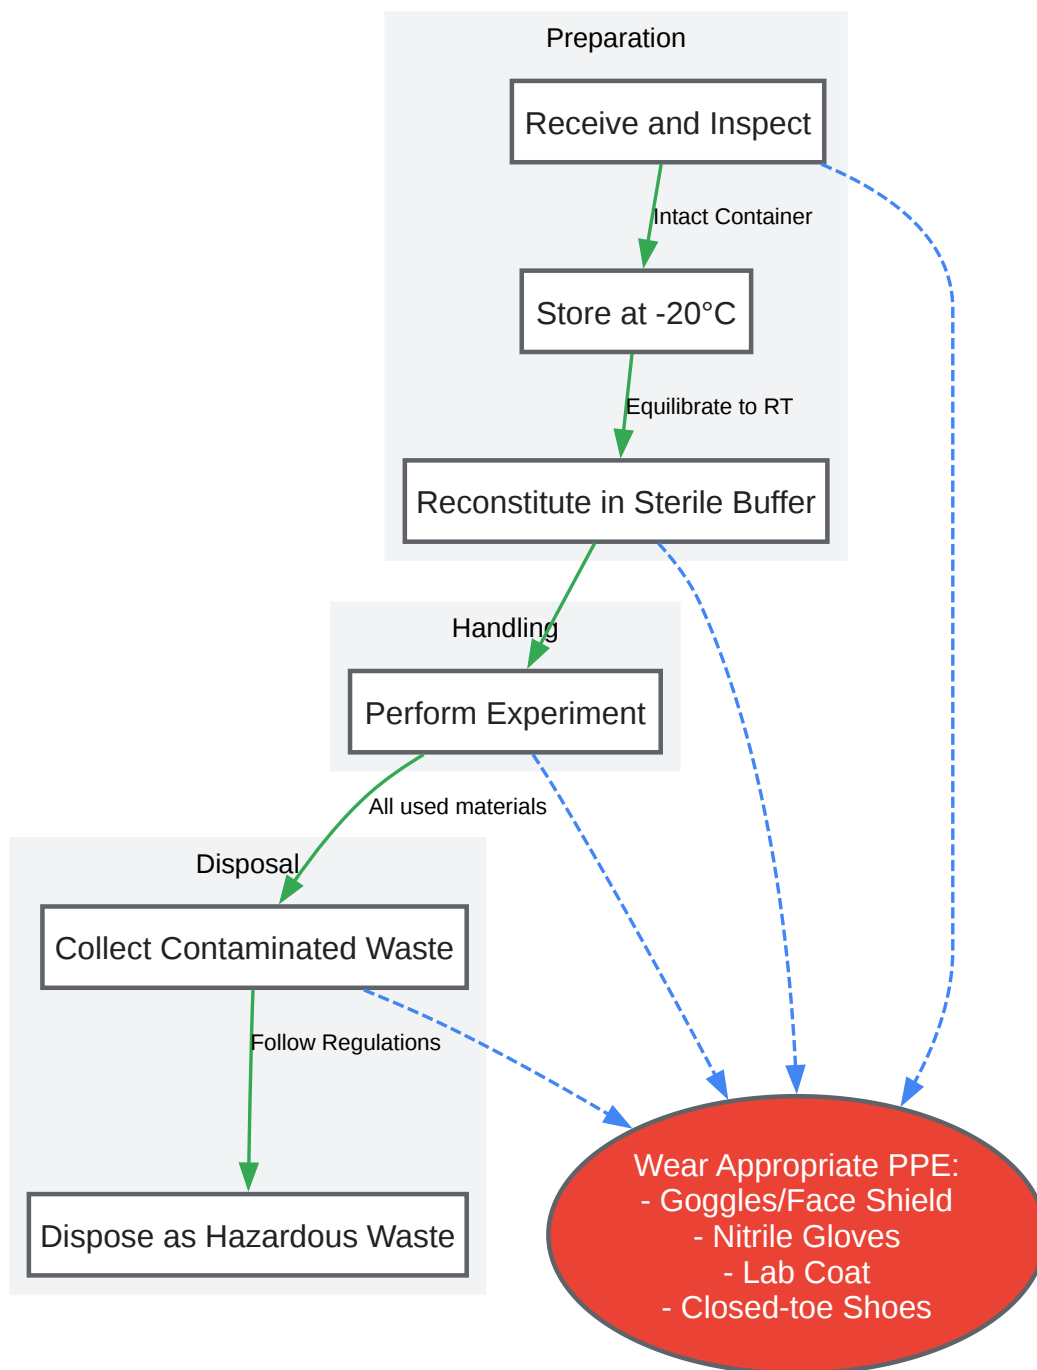 Preparation
Receive and Inspect
Intact Container
Store at -20°C
Equilibrate to RT
Reconstitute in Sterile Buffer
Handling
Perform Experiment
All used materials
Disposal
Collect Contaminated Waste
Follow Regulations
Dispose as Hazardous Waste
Wear Appropriate PPE:
- Goggles/Face Shield
- Nitrile Gloves
- Lab Coat
- Closed-toe Shoes